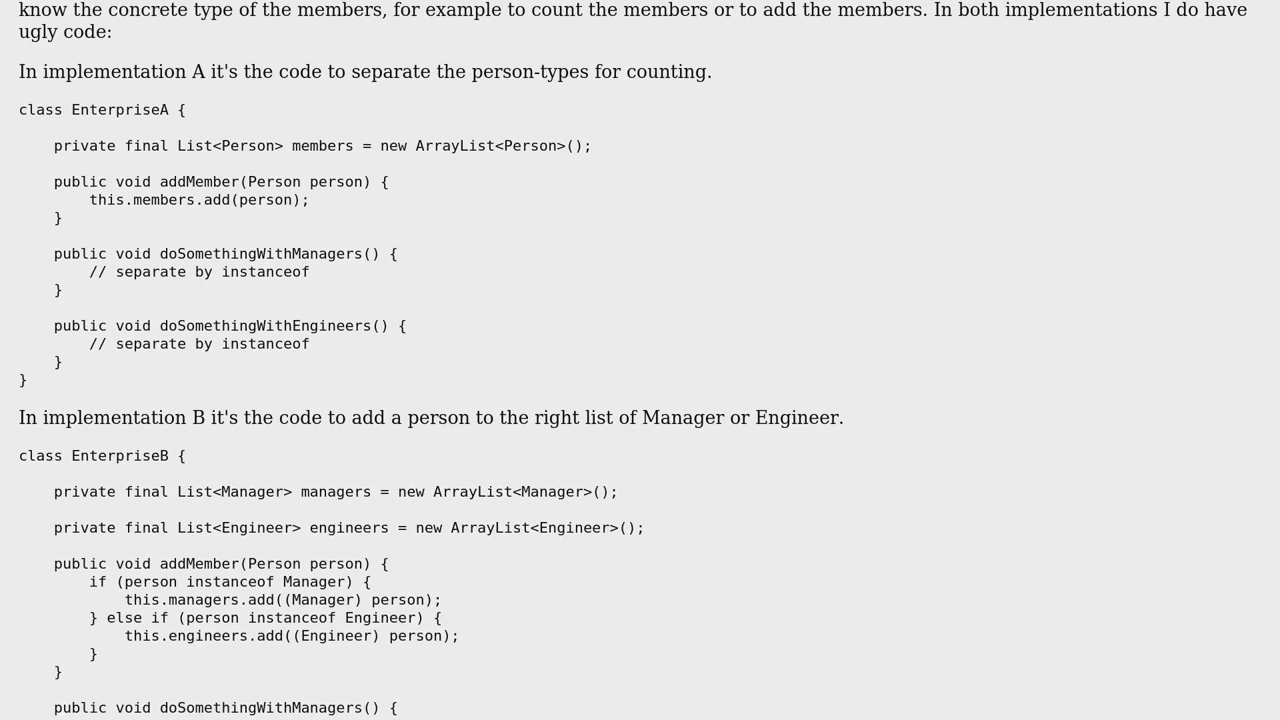 know the concrete type of the members, for example to count the members or to add the members. In both implementations I do have
ugly code:
In implementation A it's the code to separate the person-types for counting.
class EnterpriseA {
    private final List<Person> members = new ArrayList<Person>();
    public void addMember(Person person) {
        this.members.add(person);
    }
    public void doSomethingWithManagers() {
        // separate by instanceof
    }
    public void doSomethingWithEngineers() {
        // separate by instanceof
    }
}
In implementation B it's the code to add a person to the right list of Manager or Engineer.
class EnterpriseB {
    private final List<Manager> managers = new ArrayList<Manager>();
    private final List<Engineer> engineers = new ArrayList<Engineer>();
    public void addMember(Person person) {
        if (person instanceof Manager) {
            this.managers.add((Manager) person);
        } else if (person instanceof Engineer) {
            this.engineers.add((Engineer) person);
        }
    }
    public void doSomethingWithManagers() {